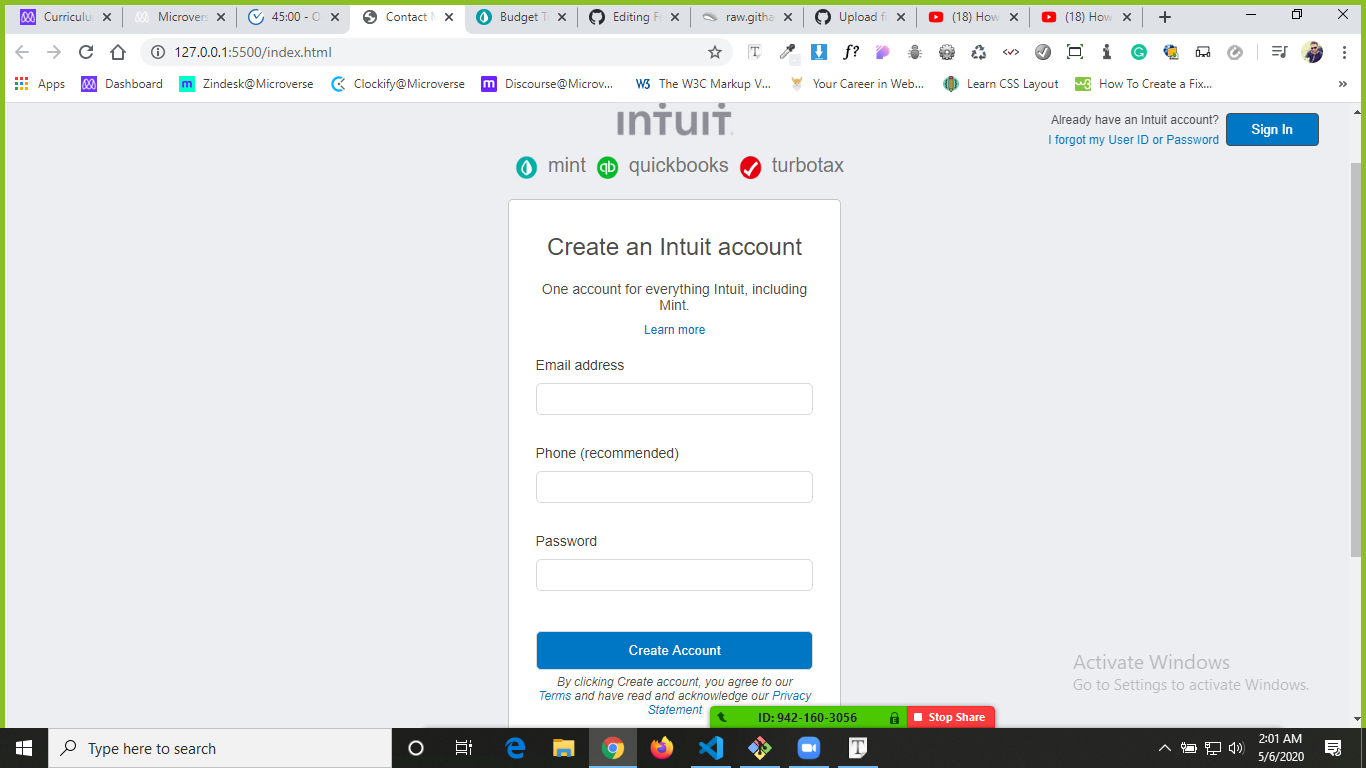 Curriculu
Microvers
45:00 - O
Contact M
Budget T
Editing F
raw.githa
Upload fi
(18) How
(18) How
127.0.0.1:5500/index.html
Apps
Dashboard
Zindesk@Microverse
Clockify@Microverse
Discourse@Microv...
The W3C Markup V...
Your Career in Web...
Learn CSS Layout
How To Create a Fix...
INTUIT
Already have an Intuit account?
I forgot my User ID or Password
Sign In
mint
qb
quickbooks
turbotax
Create an Intuit account
One account for everything Intuit, including
Mint.
Learn more
Email address
Phone (recommended)
Password
Create Account
By clicking Create account, you agree to our
Terms and have read and acknowledge our Privacy
Statement
Activate Windows
Go to Settings to activate Windows.
ID: 942-160-3056
Stop Share
Type here to search
2:01 AM
5/6/2020